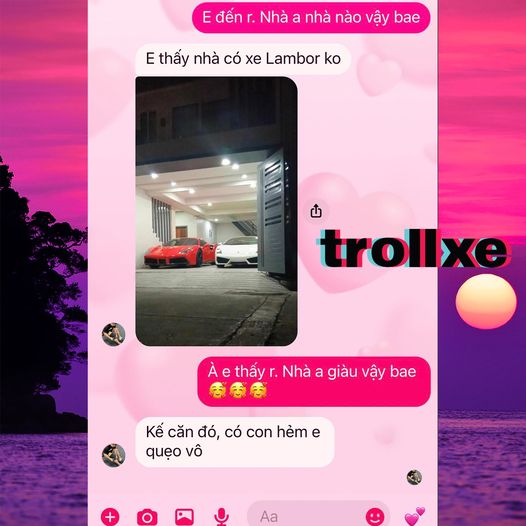 E đến r. Nhà a nhà nào vậy bae
E thấy nhà có xe Lambor ko
trollxe
À e thấy r. Nhà a giàu vậy bae
🥰🥰🥰
Kế căn đó, có con hẻm e
quẹo vô
Aa